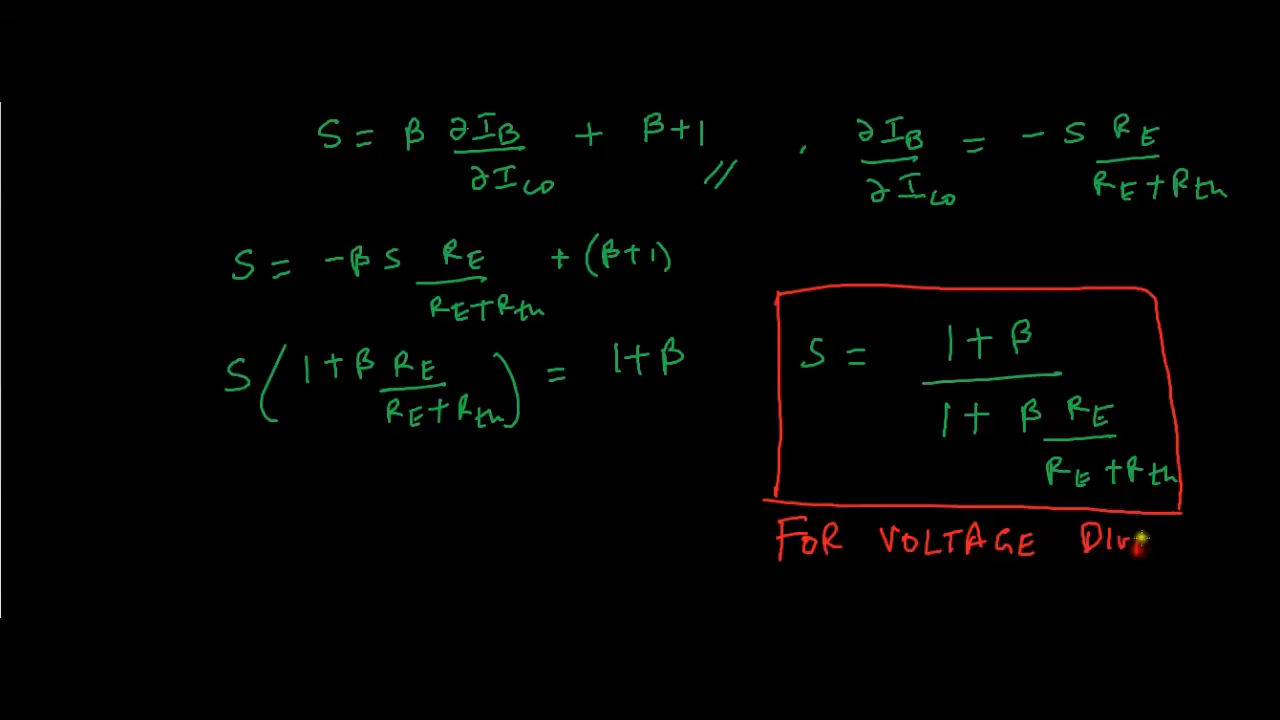 S = β ∂I_B/∂I_CO + β+1 // , ∂I_B/∂I_CO = - S R_E/(R_E+R_th)
S = -β S R_E/(R_E+R_th) + (β+1)
S(1+β R_E/(R_E+R_th)) = 1+β
S = (1+β)/(1+ β R_E/(R_E+R_th))
FOR VOLTAGE DIV